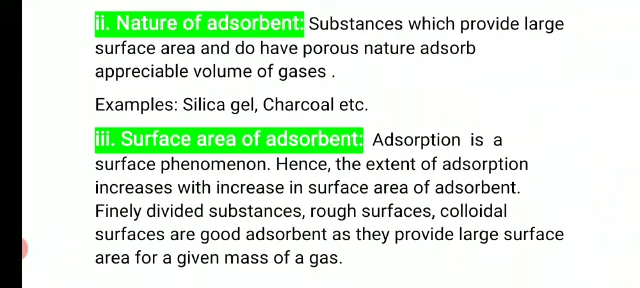 ii. Nature of adsorbent: Substances which provide large
surface area and do have porous nature adsorb
appreciable volume of gases .
Examples: Silica gel, Charcoal etc.
iii. Surface area of adsorbent: Adsorption is a
surface phenomenon. Hence, the extent of adsorption
increases with increase in surface area of adsorbent.
Finely divided substances, rough surfaces, colloidal
surfaces are good adsorbent as they provide large surface
area for a given mass of a gas.